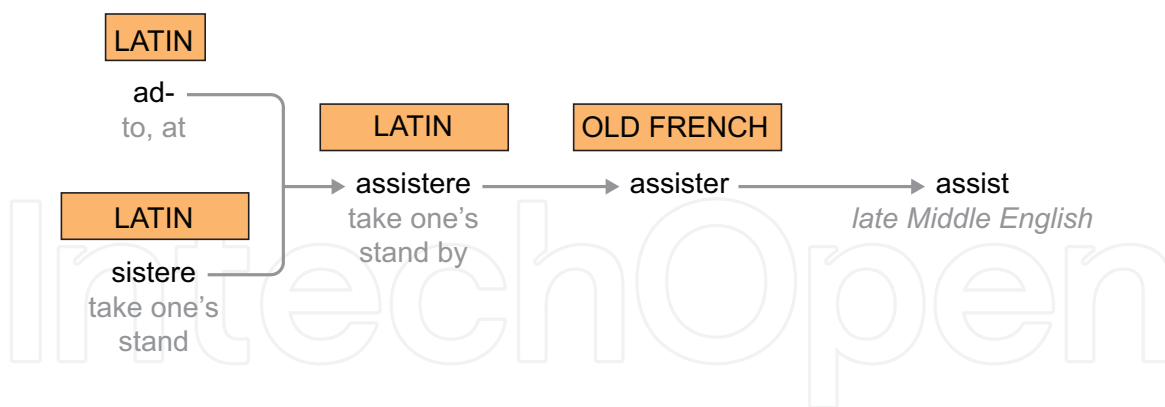 LATIN
ad-
to, at
LATIN
sistere
take one's
stand
LATIN
assistere
take one's
stand by
OLD FRENCH
assister
assist
late Middle English
IntechOpen